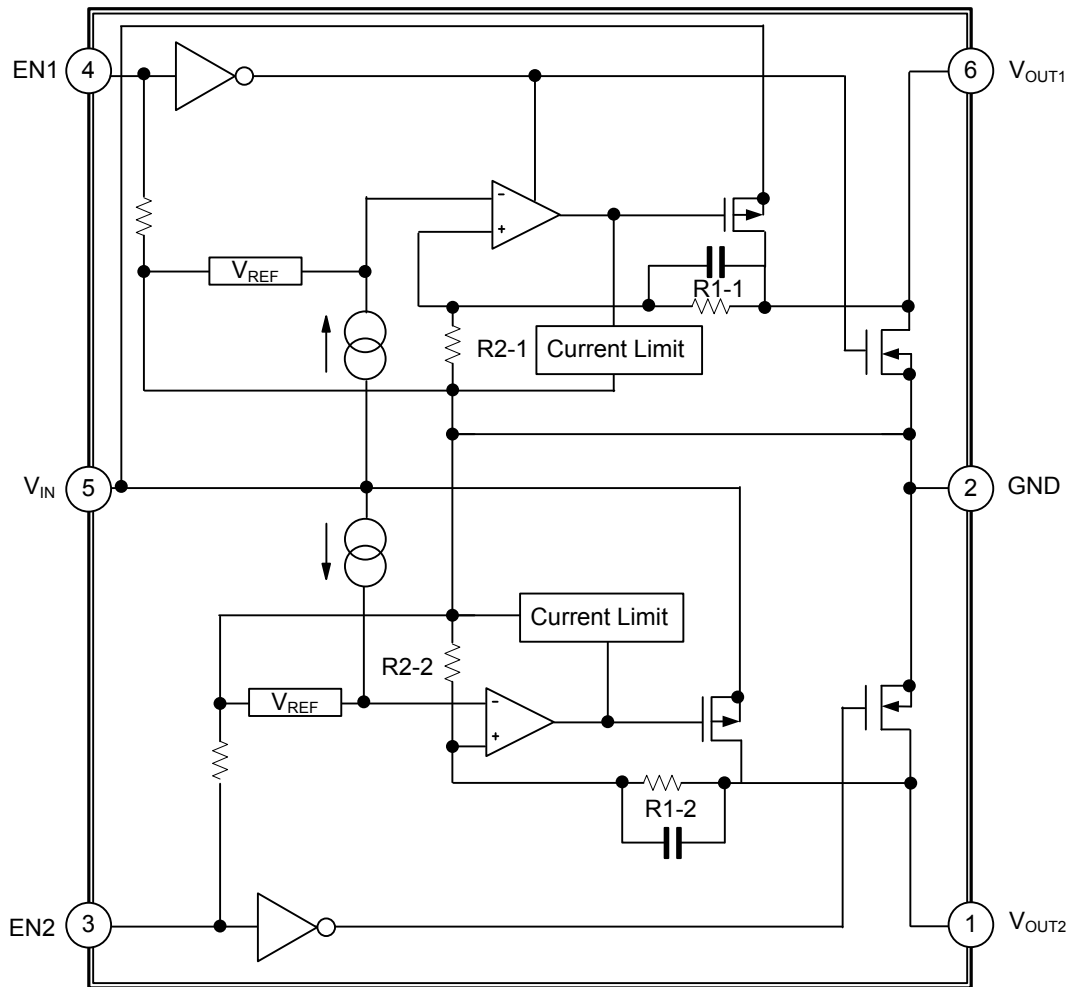 EN1
4
6
VOUT1
-
+
VREF
R1-1
R2-1
Current Limit
VIN
5
2
GND
Current Limit
R2-2
VREF
-
+
R1-2
EN2
3
1
VOUT2